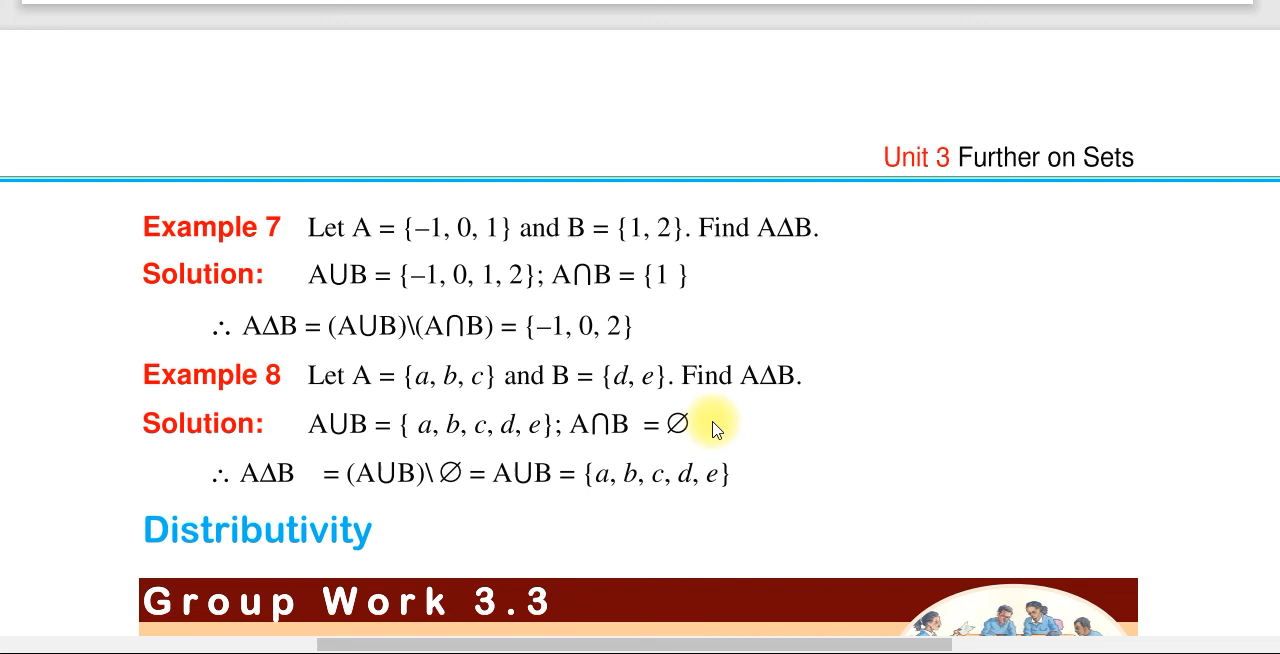 Unit 3 Further on Sets
Example 7 Let A = {–1, 0, 1} and B = {1, 2}. Find AΔB.
Solution: A⋃B = {–1, 0, 1, 2}; A⋂B = {1 }
∴ AΔB = (A⋃B)\(A⋂B) = {–1, 0, 2}
Example 8 Let A = {a, b, c} and B = {d, e}. Find AΔB.
Solution: A⋃B = { a, b, c, d, e}; A⋂B = ∅
∴ AΔB = (A⋃B)\ ∅ = A⋃B = {a, b, c, d, e}
Distributivity
Group Work 3.3